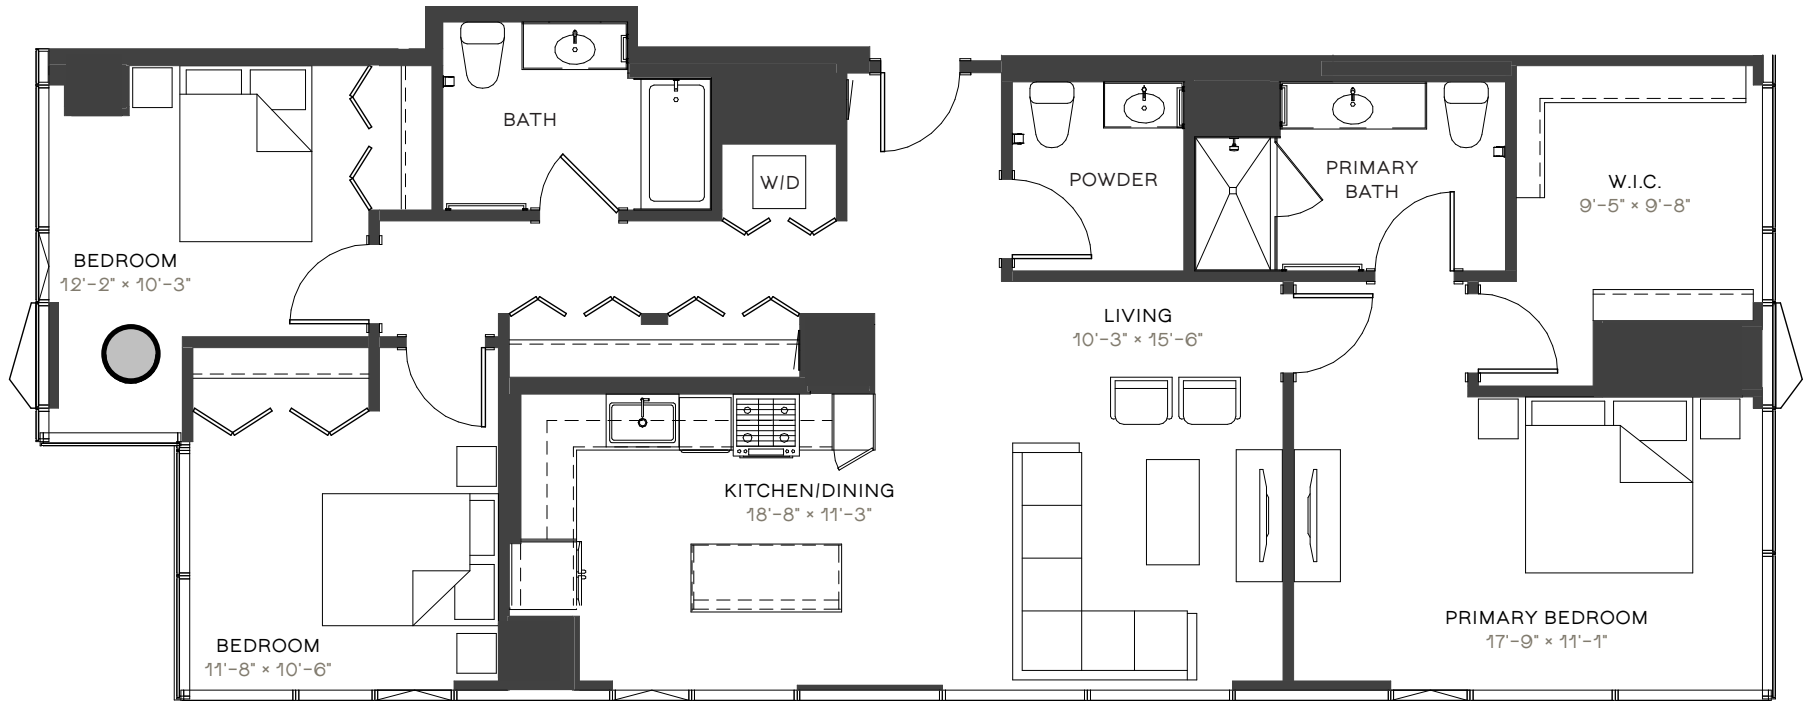 BATH
W/D
POWDER
PRIMARY
BATH
W.I.C.
9'-5" × 9'-8"
BEDROOM
12'-2" × 10'-3"
LIVING
10'-3" × 15'-6"
KITCHEN/DINING
18'-8" × 11'-3"
BEDROOM
11'-8" × 10'-6"
PRIMARY BEDROOM
17'-9" × 11'-1"